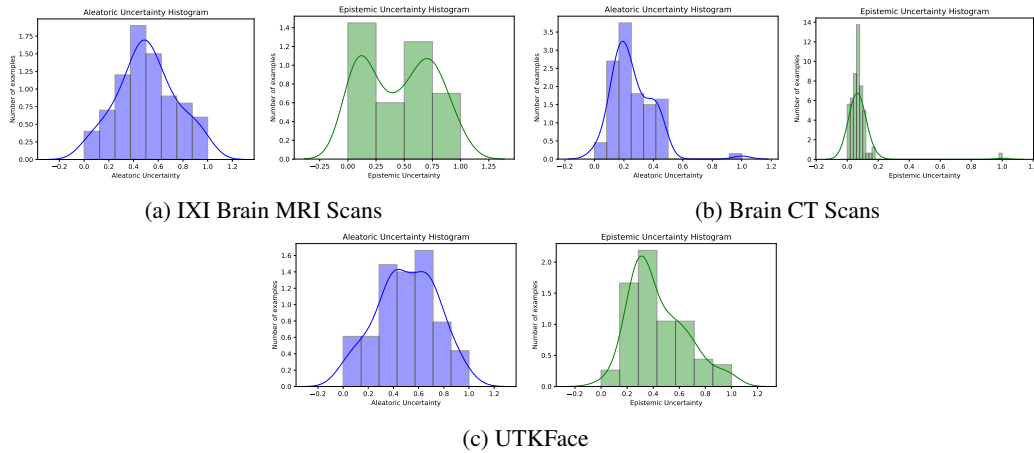 Aleatoric Uncertainty Histogram
Number of examples
1.75
1.50
1.25
1.00
0.75
0.50
0.25
0.00
−0.2 0.0 0.2 0.4 0.6 0.8 1.0 1.2
Aleatoric Uncertainty
Epistemic Uncertainty Histogram
Number of examples
1.4
1.2
1.0
0.8
0.6
0.4
0.2
0.0
−0.25 0.00 0.25 0.50 0.75 1.00 1.25
Epistemic Uncertainty
(a) IXI Brain MRI Scans
Aleatoric Uncertainty Histogram
Number of examples
3.5
3.0
2.5
2.0
1.5
1.0
0.5
0.0
−0.2 0.0 0.2 0.4 0.6 0.8 1.0 1.2
Aleatoric Uncertainty
Epistemic Uncertainty Histogram
Number of examples
14
12
10
8
6
4
2
0
0.0 0.2 0.4 0.6 0.8 1.0 1.2
Epistemic Uncertainty
(b) Brain CT Scans
Aleatoric Uncertainty Histogram
Number of examples
1.6
1.4
1.2
1.0
0.8
0.6
0.4
0.2
0.0
−0.2 0.0 0.2 0.4 0.6 0.8 1.0 1.2
Aleatoric Uncertainty
Epistemic Uncertainty Histogram
Number of examples
2.0
1.5
1.0
0.5
0.0
−0.2 0.0 0.2 0.4 0.6 0.8 1.0 1.2
Epistemic Uncertainty
(c) UTKFace